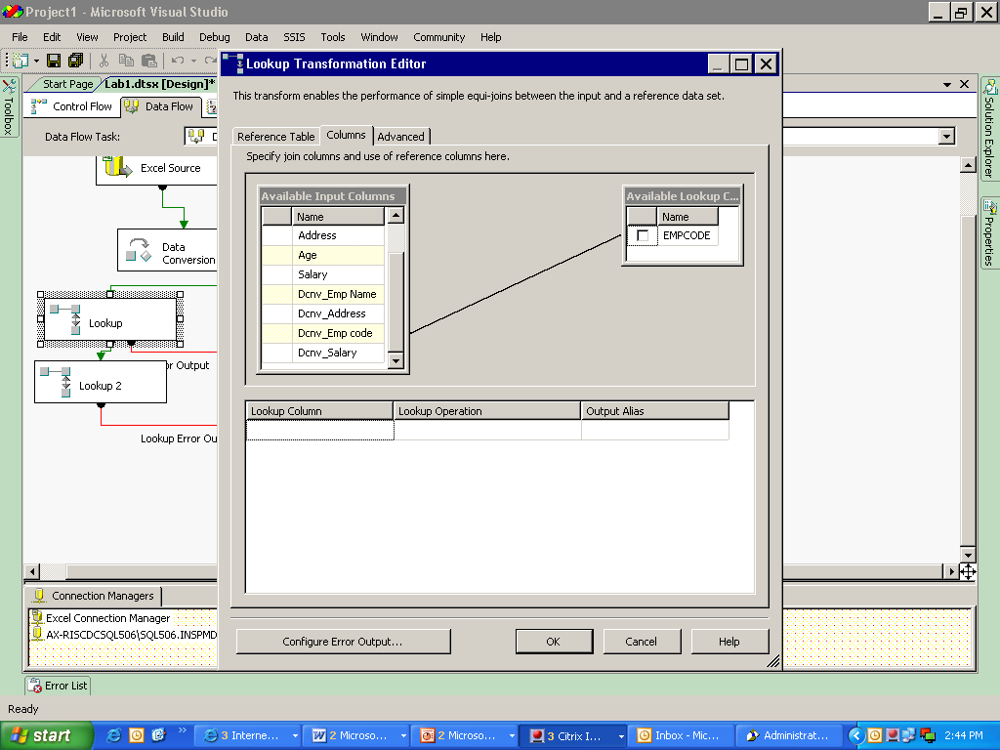 Project1 - Microsoft Visual Studio
File Edit View Project Build Debug Data SSIS Tools Window Community Help
Start Page Lab1.dtsx [Design]*
Control Flow Data Flow
Data Flow Task:
Toolbox
Excel Source
Data
Conversion
Lookup
Lookup 2
Lookup Error Ou
Lookup Transformation Editor
This transform enables the performance of simple equi-joins between the input and a reference data set.
Reference Table Columns Advanced
Specify join columns and use of reference columns here.
Available Input Columns
Name
Address
Age
Salary
Dcnv_Emp Name
Dcnv_Address
Dcnv_Emp code
Dcnv_Salary
Available Lookup C...
Name
EMPCODE
Lookup Column Lookup Operation Output Alias
Configure Error Output... OK Cancel Help
Solution Explorer
Properties
Connection Managers
Excel Connection Manager
AX-RISCDCSQL506\SQL506.INSPMD
Error List
Ready
start 3 Interne... 2 Microso... 2 Microso... 3 Citrix I... Inbox - Mic... Administrat... 2:44 PM